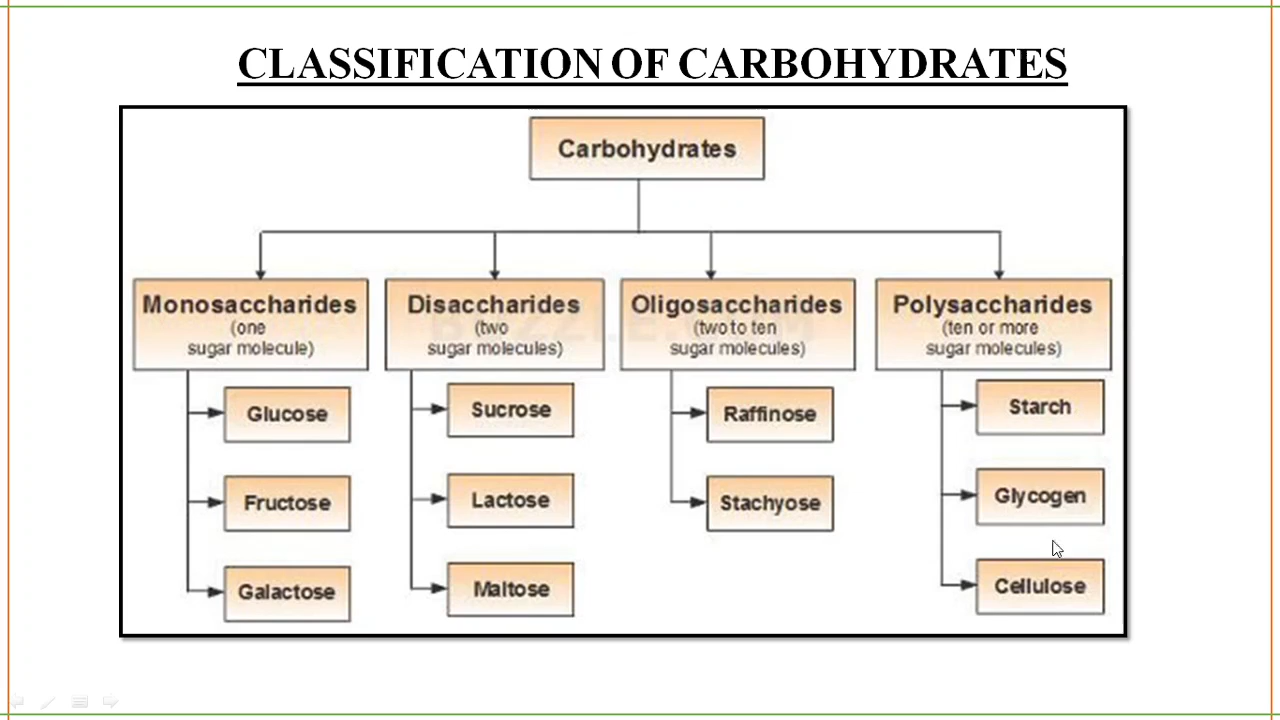 CLASSIFICATION OF CARBOHYDRATES
Carbohydrates
Monosaccharides
(one
sugar molecule)
Glucose
Fructose
Galactose
Disaccharides
(two
sugar molecules)
Sucrose
Lactose
Maltose
Oligosaccharides
(two to ten
sugar molecules)
Raffinose
Stachyose
Polysaccharides
(ten or more
sugar molecules)
Starch
Glycogen
Cellulose